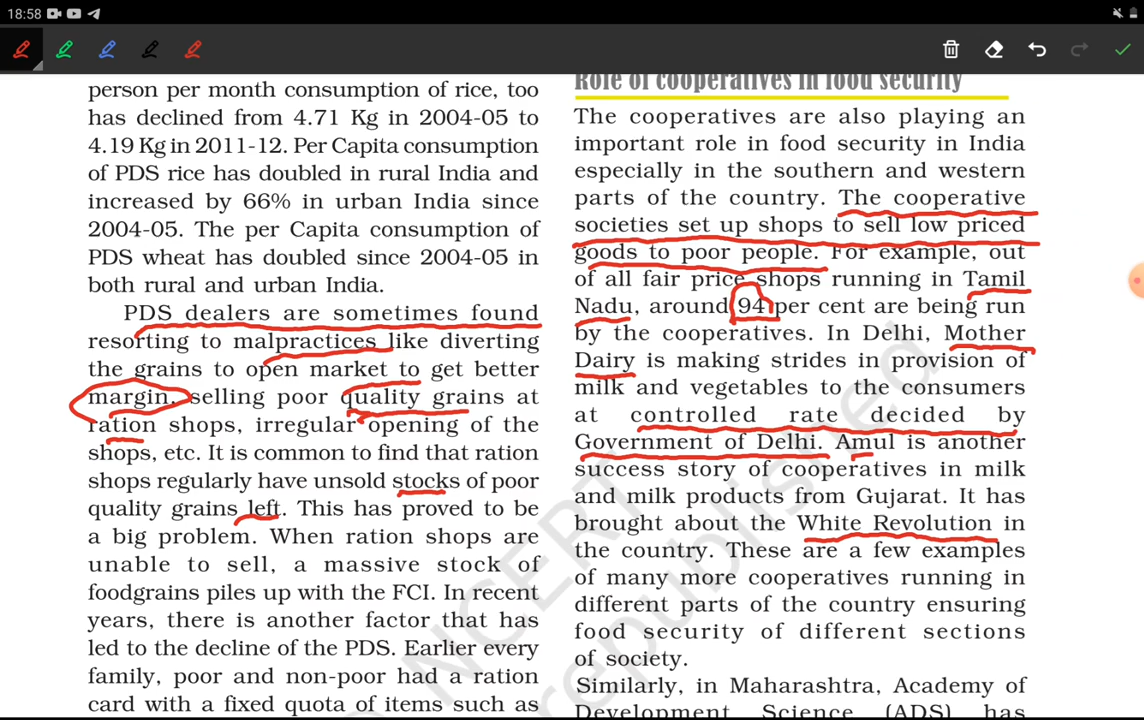 18:58
person per month consumption of rice, too
has declined from 4.71 Kg in 2004-05 to
4.19 Kg in 2011-12. Per Capita consumption
of PDS rice has doubled in rural India and
increased by 66% in urban India since
2004-05. The per Capita consumption of
PDS wheat has doubled since 2004-05 in
both rural and urban India.
PDS dealers are sometimes found
resorting to malpractices like diverting
the grains to open market to get better
margin, selling poor quality grains at
ration shops, irregular opening of the
shops, etc. It is common to find that ration
shops regularly have unsold stocks of poor
quality grains left. This has proved to be
a big problem. When ration shops are
unable to sell, a massive stock of
foodgrains piles up with the FCI. In recent
years, there is another factor that has
led to the decline of the PDS. Earlier every
family, poor and non-poor had a ration
card with a fixed quota of items such as
Role of cooperatives in food security
The cooperatives are also playing an
important role in food security in India
especially in the southern and western
parts of the country. The cooperative
societies set up shops to sell low priced
goods to poor people. For example, out
of all fair price shops running in Tamil
Nadu, around 94 per cent are being run
by the cooperatives. In Delhi, Mother
Dairy is making strides in provision of
milk and vegetables to the consumers
at controlled rate decided by
Government of Delhi. Amul is another
success story of cooperatives in milk
and milk products from Gujarat. It has
brought about the White Revolution in
the country. These are a few examples
of many more cooperatives running in
different parts of the country ensuring
food security of different sections
of society.
Similarly, in Maharashtra, Academy of
Development Science (ADS) has
NCERT
republished